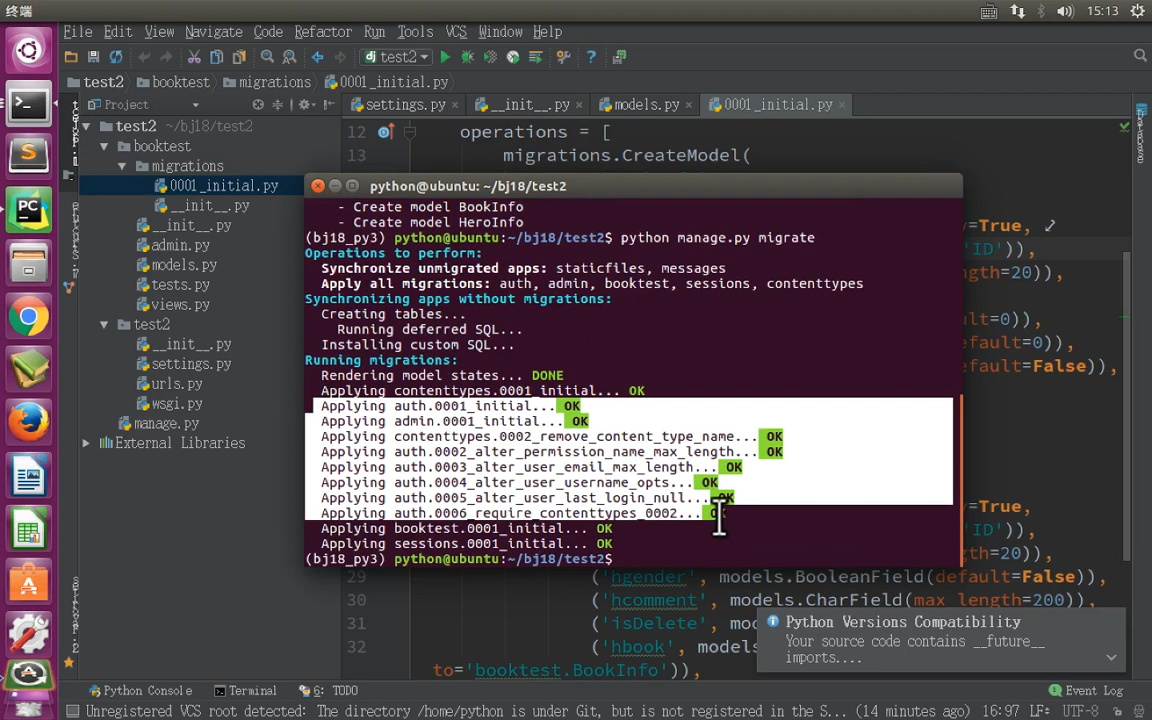 终端
15:13
File Edit View Navigate Code Refactor Run Tools VCS Window Help
test2
test2 booktest migrations 0001_initial.py
Project
settings.py __init__.py models.py 0001_initial.py
test2 ~/bj18/test2
booktest
migrations
0001_initial.py
__init__.py
__init__.py
admin.py
models.py
tests.py
views.py
test2
__init__.py
settings.py
urls.py
wsgi.py
manage.py
External Libraries
12 operations = [
13 migrations.CreateModel(
y=True,
'ID')),
gth=20)),
lt=0)),
efault=0)),
default=False)),
=True,
'ID')),
gth=20)),
python@ubuntu: ~/bj18/test2
- Create model BookInfo
- Create model HeroInfo
(bj18_py3) python@ubuntu:~/bj18/test2$ python manage.py migrate
Operations to perform:
Synchronize unmigrated apps: staticfiles, messages
Apply all migrations: auth, admin, booktest, sessions, contenttypes
Synchronizing apps without migrations:
Creating tables...
Running deferred SQL...
Installing custom SQL...
Running migrations:
Rendering model states... DONE
Applying contenttypes.0001_initial... OK
Applying auth.0001_initial... OK
Applying admin.0001_initial... OK
Applying contenttypes.0002_remove_content_type_name... OK
Applying auth.0002_alter_permission_name_max_length... OK
Applying auth.0003_alter_user_email_max_length... OK
Applying auth.0004_alter_user_username_opts... OK
Applying auth.0005_alter_user_last_login_null... OK
Applying auth.0006_require_contenttypes_0002... OK
Applying booktest.0001_initial... OK
Applying sessions.0001_initial... OK
(bj18_py3) python@ubuntu:~/bj18/test2$
29 ('hgender', models.BooleanField(default=False)),
30 ('hcomment', models.CharField(max_length=200)),
31 ('isDelete', mo
32 ('hbook', models
to='booktest.BookInfo')),
Python Versions Compatibility
Your source code contains __future__
imports....
Python Console Terminal 6: TODO Event Log
Unregistered VCS root detected: The directory /home/python is under Git, but is not registered in the S... (14 minutes ago) 16:97 LF÷ UTF-8÷